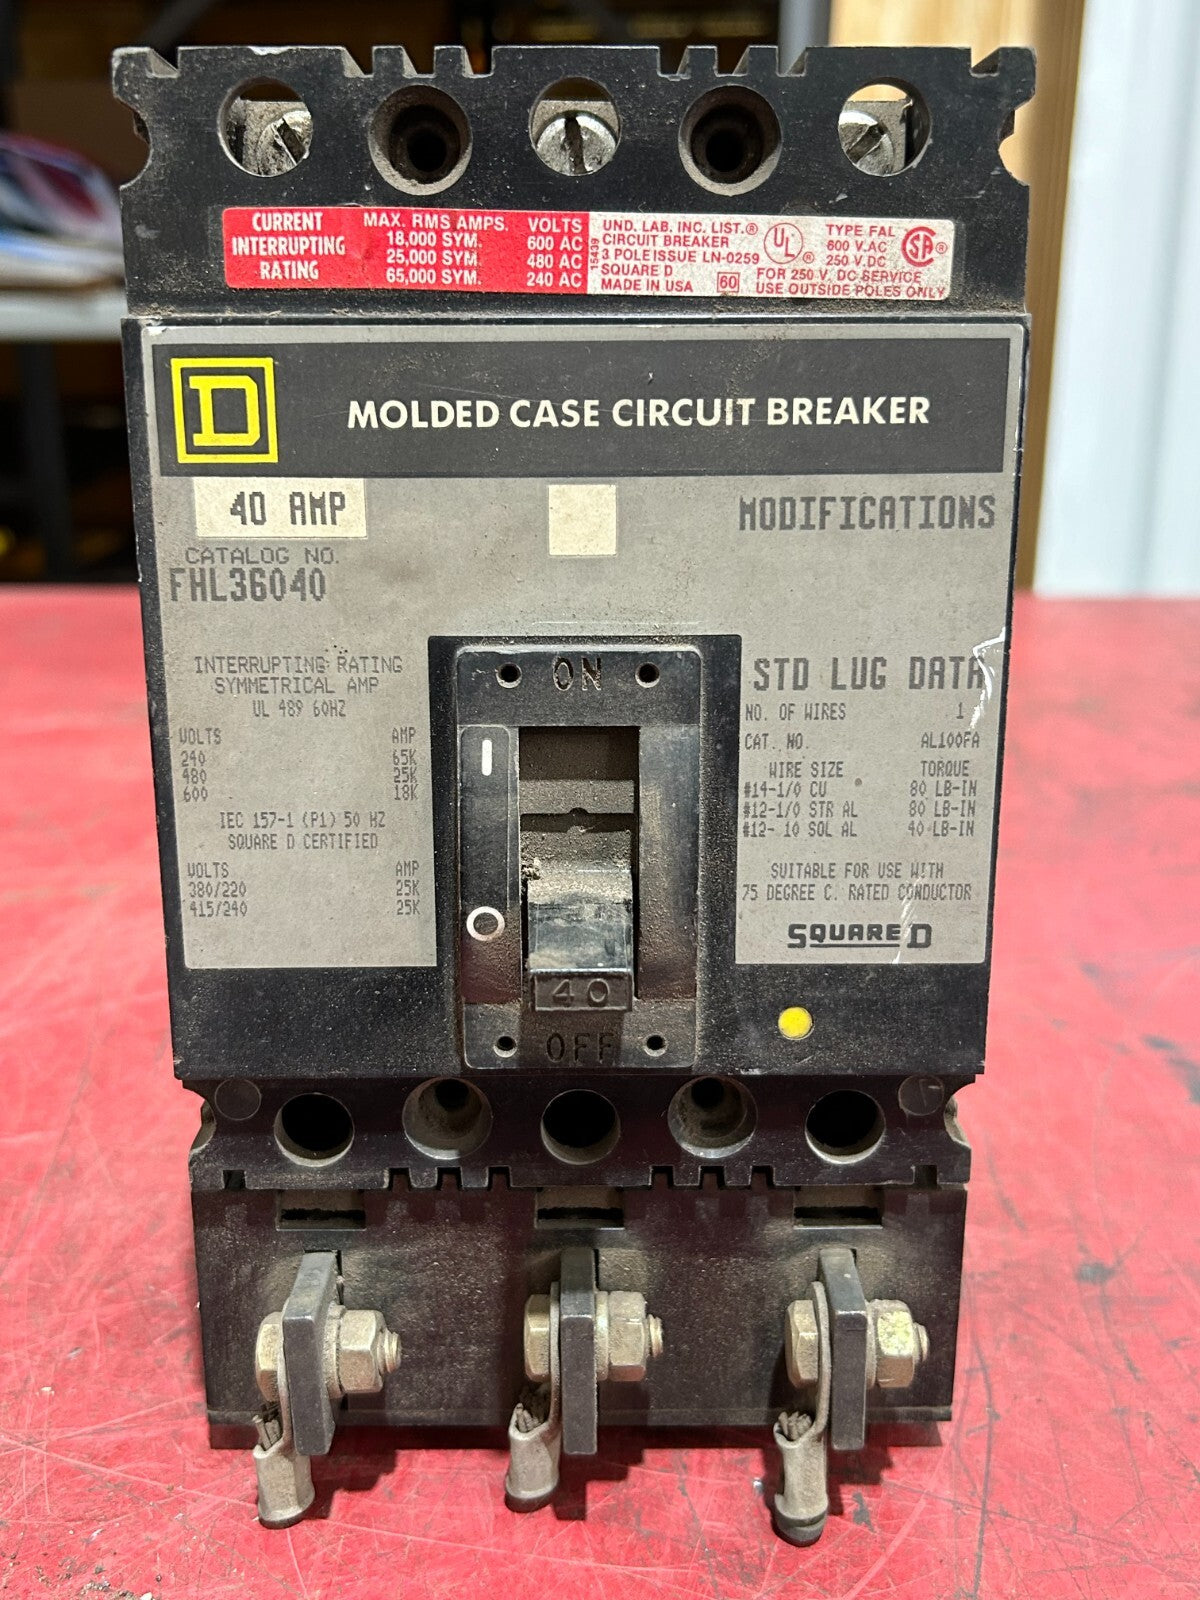 CURRENT
INTERRUPTING
RATING
MAX. RMS AMPS. VOLTS
18,000 SYM. 600 AC
25,000 SYM. 480 AC
65,000 SYM. 240 AC
15439
UND. LAB. INC. LIST.®
CIRCUIT BREAKER
3 POLE ISSUE LN-0259
SQUARE D
MADE IN USA 60
UL ®
TYPE FAL
600 V.AC
250 V.DC
FOR 250 V. DC SERVICE
USE OUTSIDE POLES ONLY
SA ®
D
MOLDED CASE CIRCUIT BREAKER
40 AMP
CATALOG NO.
FHL36040
MODIFICATIONS
INTERRUPTING RATING
SYMMETRICAL AMP
UL 489 60HZ
VOLTS AMP
240 65K
480 25K
600 18K
IEC 157-1 (P1) 50 HZ
SQUARE D CERTIFIED
VOLTS AMP
380/220 25K
415/240 25K
ON
I
O
40
OFF
STD LUG DATA
NO. OF WIRES 1
CAT. NO. AL100FA
WIRE SIZE TORQUE
#14-1/0 CU 80 LB-IN
#12-1/0 STR AL 80 LB-IN
#12- 10 SOL AL 40 LB-IN
SUITABLE FOR USE WITH
75 DEGREE C. RATED CONDUCTOR
SQUARE D